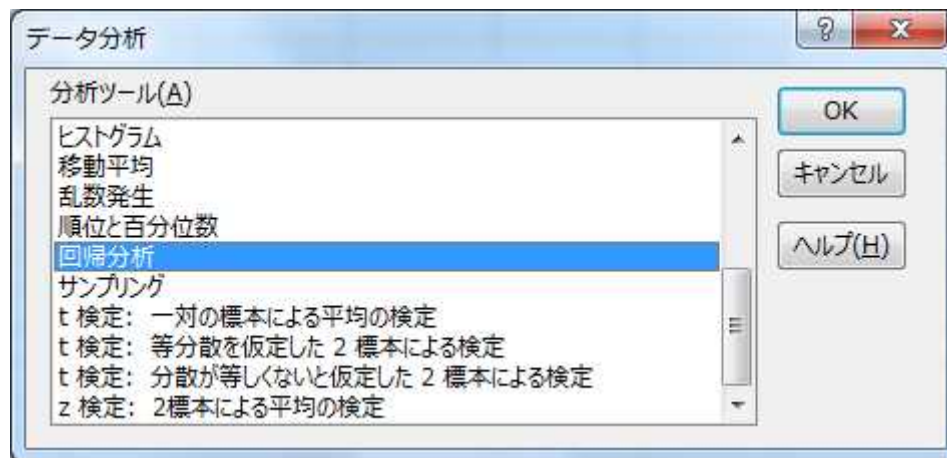 データ分析
分析ツール(A)
ヒストグラム
移動平均
乱数発生
順位と百分位数
回帰分析
サンプリング
t 検定: 一対の標本による平均の検定
t 検定: 等分散を仮定した 2 標本による検定
t 検定: 分散が等しくないと仮定した 2 標本による検定
z 検定: 2標本による平均の検定
OK
キャンセル
ヘルプ(H)